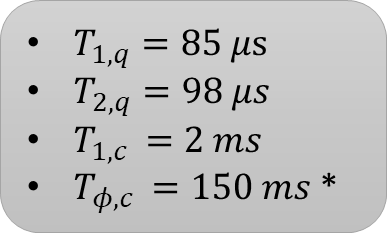 • T₁,q = 85 μs
• T₂,q = 98 μs
• T₁,c = 2 ms
• Tϕ,c = 150 ms *